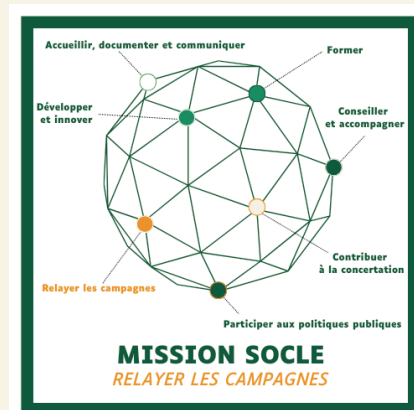 Accueillir, documenter et communiquer
Former
Développer
et innover
Conseiller
et accompagner
Contribuer
à la concertation
Relayer les campagnes
Participer aux politiques publiques
MISSION SOCLE
RELAYER LES CAMPAGNES